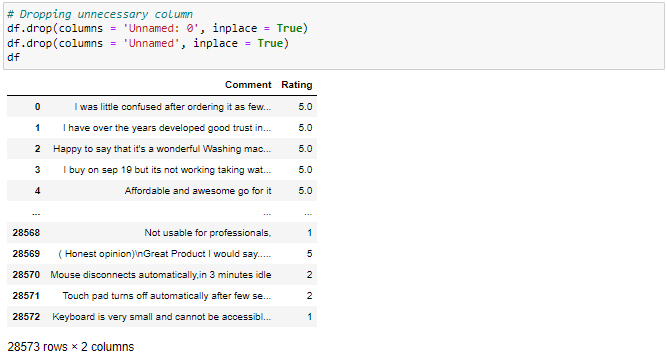 # Dropping unnecessary column
df.drop(columns = 'Unnamed: 0', inplace = True)
df.drop(columns = 'Unnamed', inplace = True)
df
Comment Rating
0 I was little confused after ordering it as few... 5.0
1 I have over the years developed good trust in... 5.0
2 Happy to say that it's a wonderful Washing mac... 5.0
3 I buy on sep 19 but its not working taking wat... 5.0
4 Affordable and awesome go for it 5.0
... ... ...
28568 Not usable for professionals, 1
28569 ( Honest opinion)\nGreat Product I would say..... 5
28570 Mouse disconnects automatically,in 3 minutes idle 2
28571 Touch pad turns off automatically after few se... 2
28572 Keyboard is very small and cannot be accessibl... 1
28573 rows × 2 columns